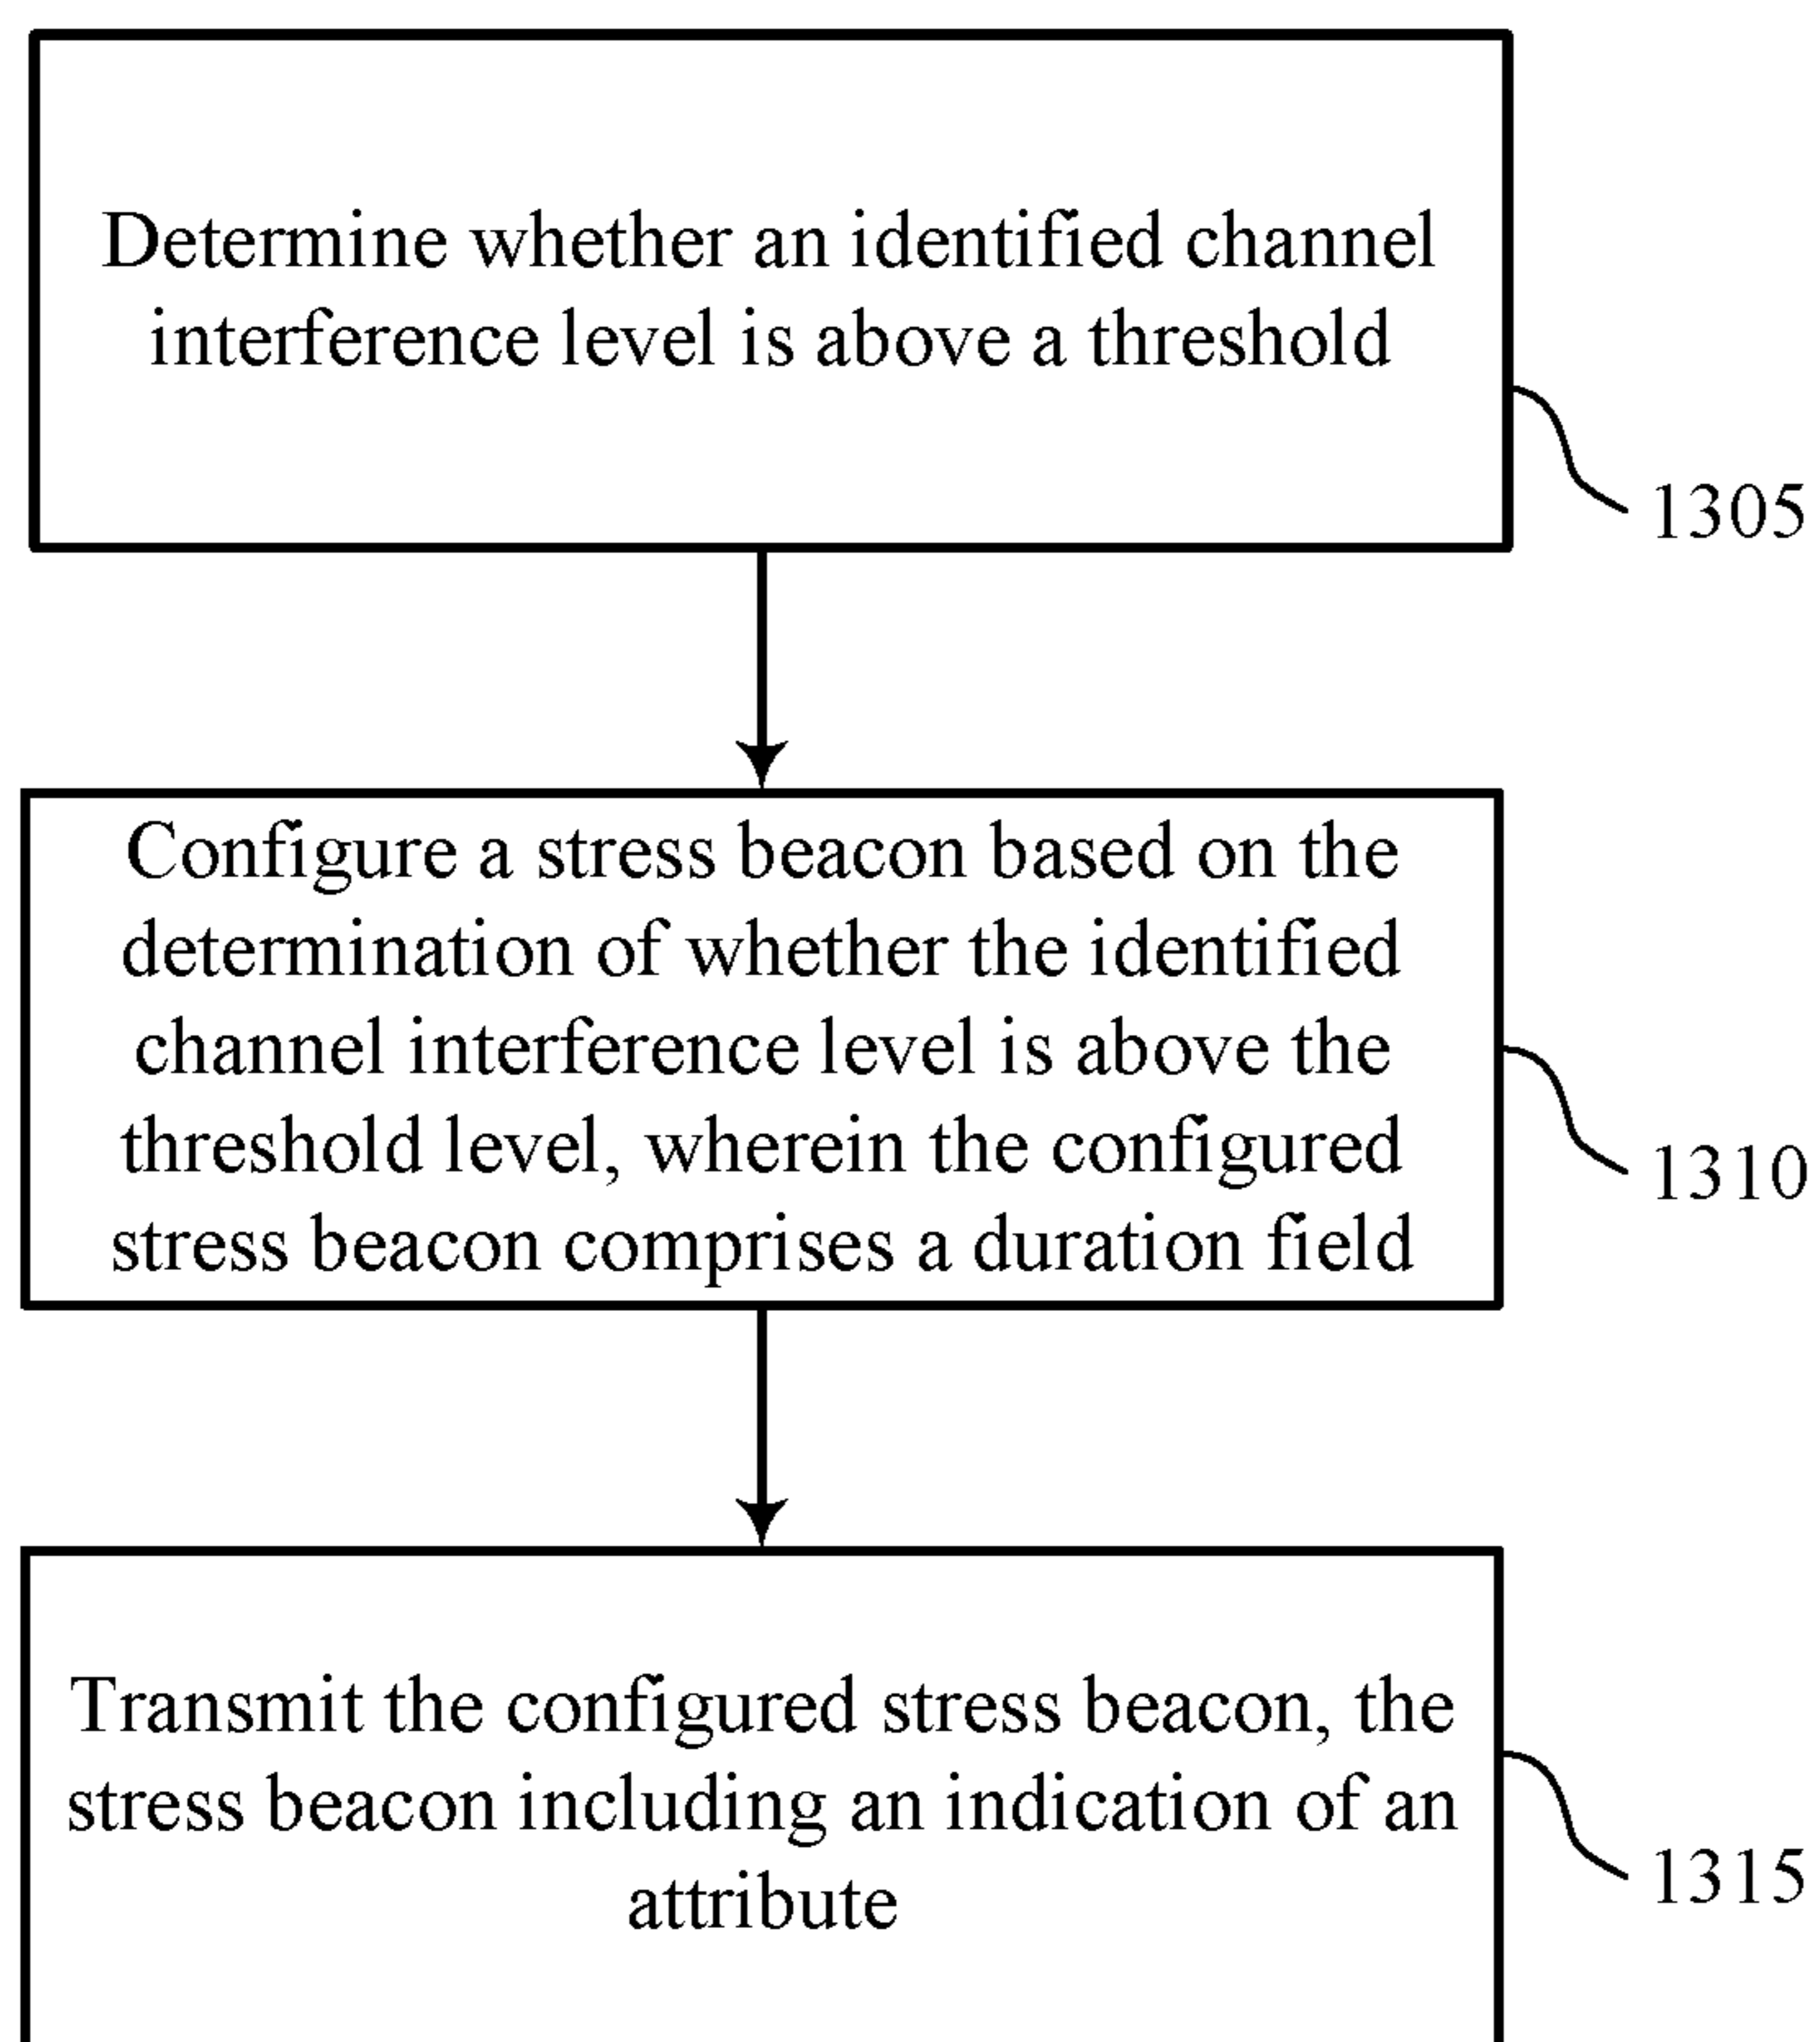 Determine whether an identified channel
interference level is above a threshold
1305
Configure a stress beacon based on the
determination of whether the identified
channel interference level is above the
threshold level, wherein the configured
stress beacon comprises a duration field
1310
Transmit the configured stress beacon, the
stress beacon including an indication of an
attribute
1315